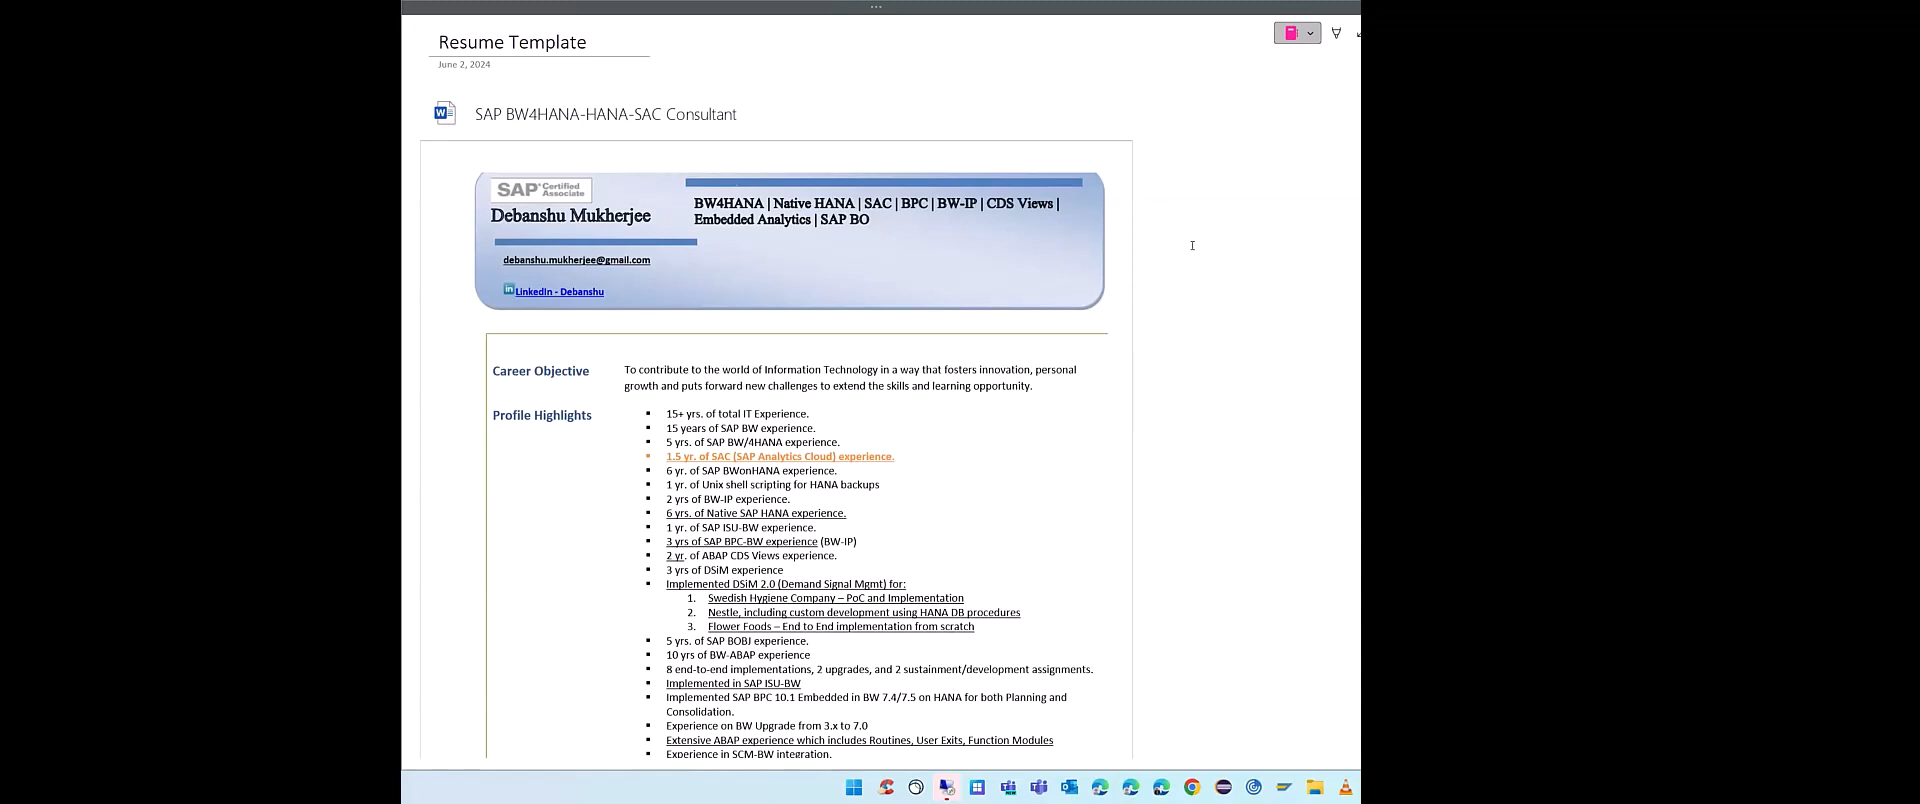 Resume Template
June 2, 2024
SAP BW4HANA-HANA-SAC Consultant
SAP Certified Associate
Debanshu Mukherjee
BW4HANA | Native HANA | SAC | BPC | BW-IP | CDS Views |
Embedded Analytics | SAP BO
debanshu.mukherjee@gmail.com
LinkedIn - Debanshu
Career Objective
To contribute to the world of Information Technology in a way that fosters innovation, personal
growth and puts forward new challenges to extend the skills and learning opportunity.
Profile Highlights
▪ 15+ yrs. of total IT Experience.
▪ 15 years of SAP BW experience.
▪ 5 yrs. of SAP BW/4HANA experience.
▪ 1.5 yr. of SAC (SAP Analytics Cloud) experience.
▪ 6 yr. of SAP BWonHANA experience.
▪ 1 yr. of Unix shell scripting for HANA backups
▪ 2 yrs of BW-IP experience.
▪ 6 yrs. of Native SAP HANA experience.
▪ 1 yr. of SAP ISU-BW experience.
▪ 3 yrs of SAP BPC-BW experience (BW-IP)
▪ 2 yr. of ABAP CDS Views experience.
▪ 3 yrs of DSiM experience
▪ Implemented DSiM 2.0 (Demand Signal Mgmt) for:
1. Swedish Hygiene Company – PoC and Implementation
2. Nestle, including custom development using HANA DB procedures
3. Flower Foods – End to End implementation from scratch
▪ 5 yrs. of SAP BOBJ experience.
▪ 10 yrs of BW-ABAP experience
▪ 8 end-to-end implementations, 2 upgrades, and 2 sustainment/development assignments.
▪ Implemented in SAP ISU-BW
▪ Implemented SAP BPC 10.1 Embedded in BW 7.4/7.5 on HANA for both Planning and
Consolidation.
▪ Experience on BW Upgrade from 3.x to 7.0
▪ Extensive ABAP experience which includes Routines, User Exits, Function Modules
▪ Experience in SCM-BW integration.